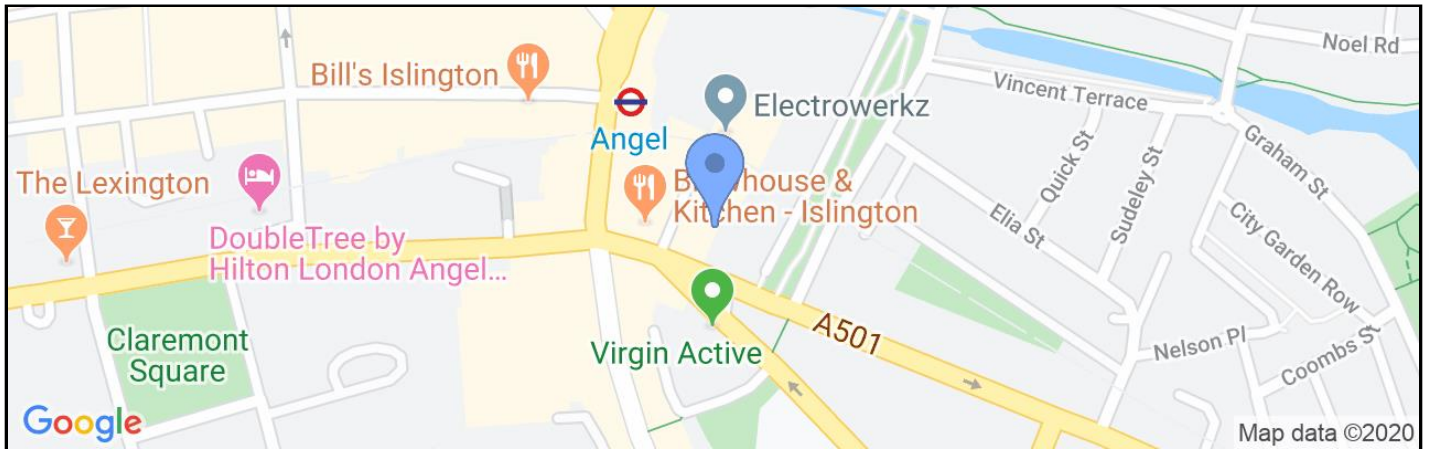 Noel Rd
Bill's Islington
Vincent Terrace
Electrowerkz
Angel
Graham St
Quick St
The Lexington
Kitchen - Islington
Sudeley St
Elia St
City Garden Row
DoubleTree by
Hilton London Angel...
A501
Claremont
Square
Virgin Active
Nelson Pl
Coombs St
Google
Map data ©2020